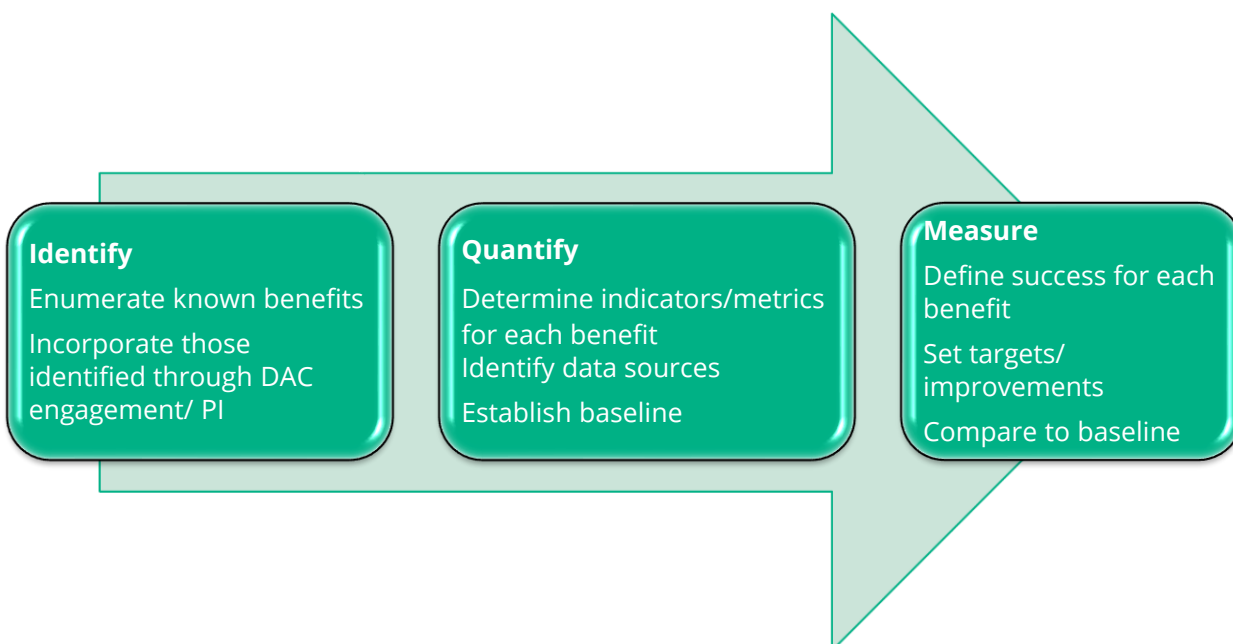 Identify
Enumerate known benefits
Incorporate those
identified through DAC
engagement/ PI
Quantify
Determine indicators/metrics
for each benefit
Identify data sources
Establish baseline
Measure
Define success for each
benefit
Set targets/
improvements
Compare to baseline